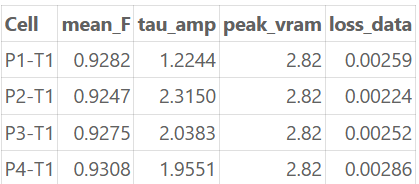 Cell mean_F tau_amp peak_vram loss_data
P1-T1 0.9282 1.2244 2.82 0.00259
P2-T1 0.9247 2.3150 2.82 0.00224
P3-T1 0.9275 2.0383 2.82 0.00252
P4-T1 0.9308 1.9551 2.82 0.00286